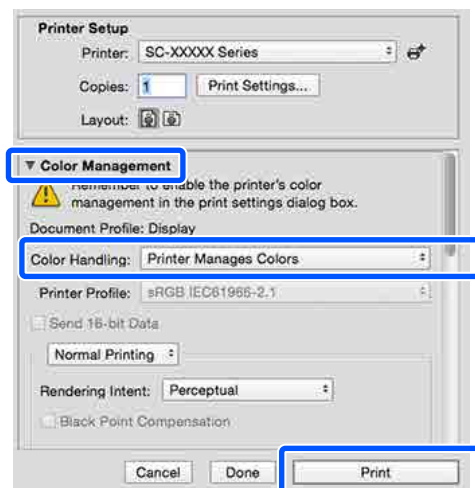 Printer Setup
Printer: SC-XXXXX Series
Copies: 1 Print Settings...
Layout:
▼ Color Management
Remember to enable the printer's color
management in the print settings dialog box.
Document Profile: Display
Color Handling: Printer Manages Colors
Printer Profile: sRGB IEC61966-2.1
Send 16-bit Data
Normal Printing
Rendering Intent: Perceptual
Black Point Compensation
Cancel Done Print